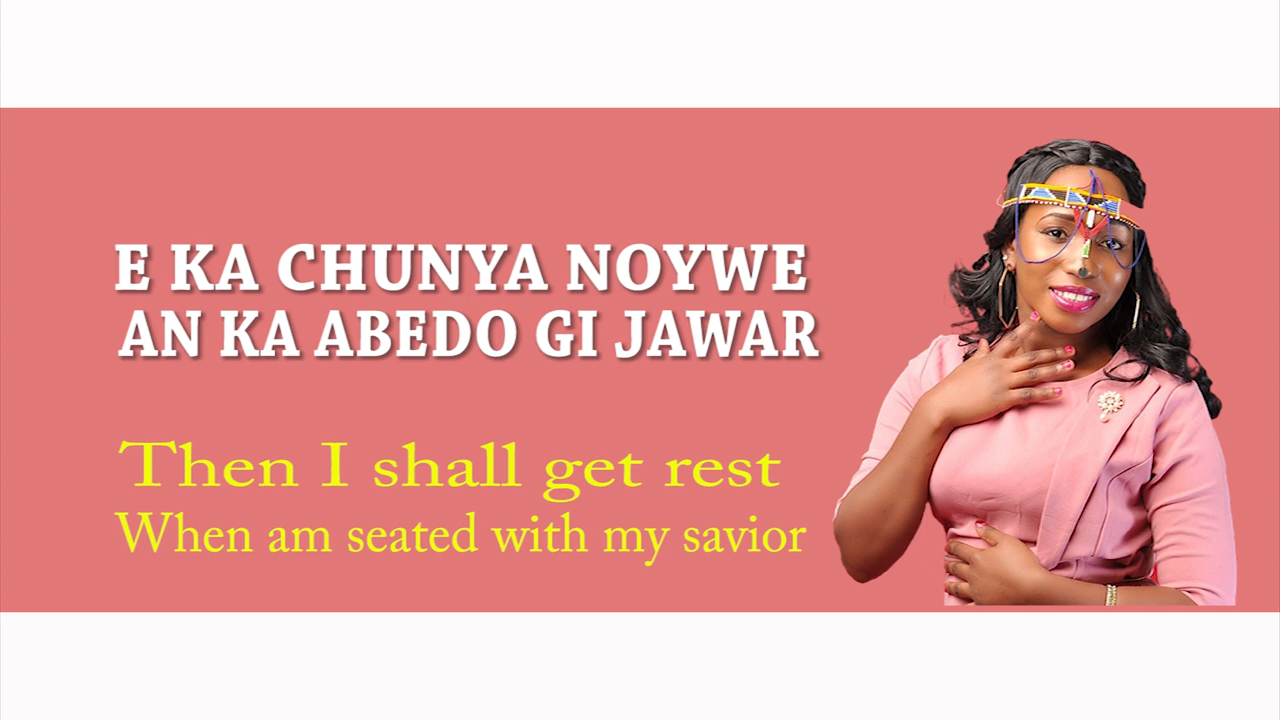 E KA CHUNYA NOYWE
AN KA ABEDO GI JAWAR
Then I shall get rest
When am seated with my savior